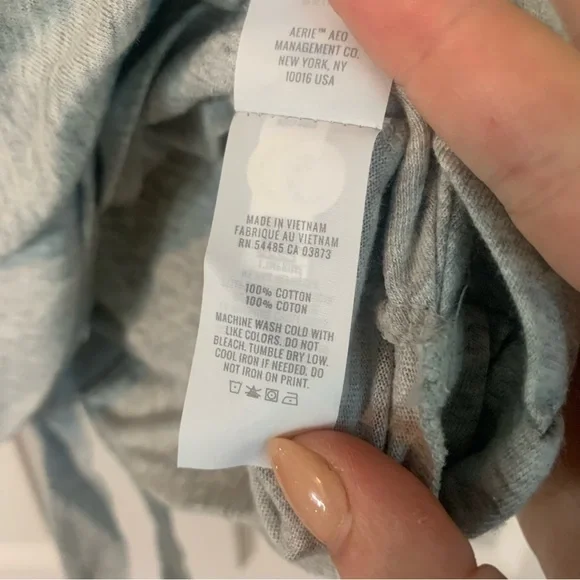 AERIE™ AEO
MANAGEMENT CO.
NEW YORK, NY
10016 USA
MADE IN VIETNAM
FABRIQUE AU VIETNAM
RN 54485 CA 03873
100% COTTON
100% COTON
MACHINE WASH COLD WITH
LIKE COLORS. DO NOT
BLEACH. TUMBLE DRY LOW.
COOL IRON IF NEEDED. DO
NOT IRON ON PRINT.